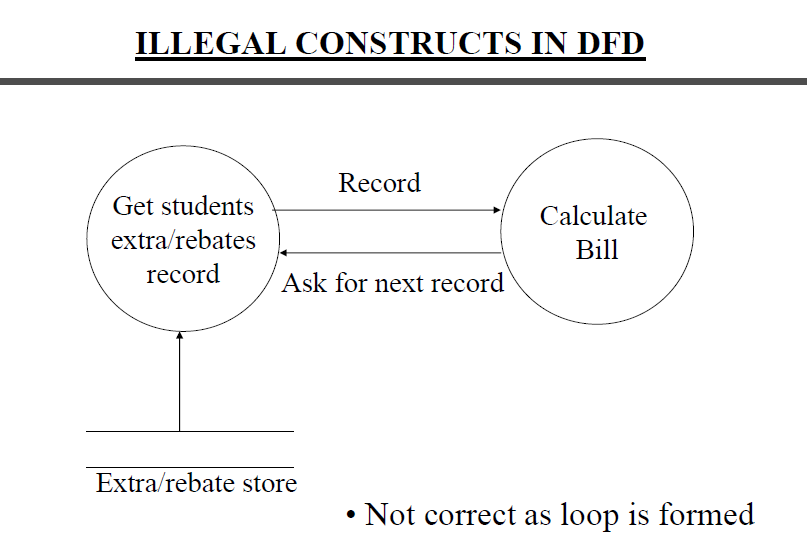 ILLEGAL CONSTRUCTS IN DFD
Record
Get students
extra/rebates
record
Calculate
Bill
Ask for next record
Extra/rebate store
• Not correct as loop is formed